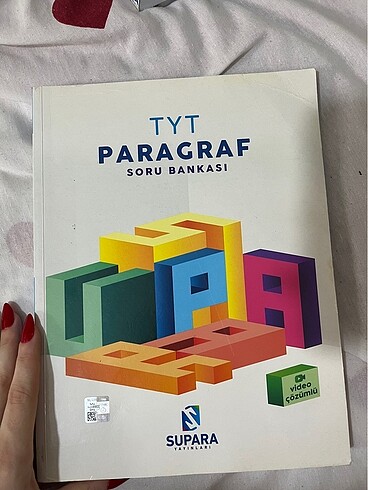 TYT
PARAGRAF
SORU BANKASI
video
çözümlü
SUPARA
YAYINLARI